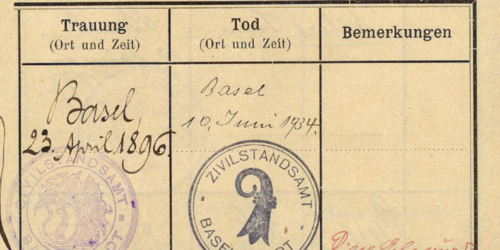 Trauung
(Ort und Zeit)
Tod
(Ort und Zeit)
Bemerkungen
Basel,
23. April 1896.
Basel
10. Juni 1934.
ZIVILSTANDSAMT
ZIVILSTANDSAMT
BASEL